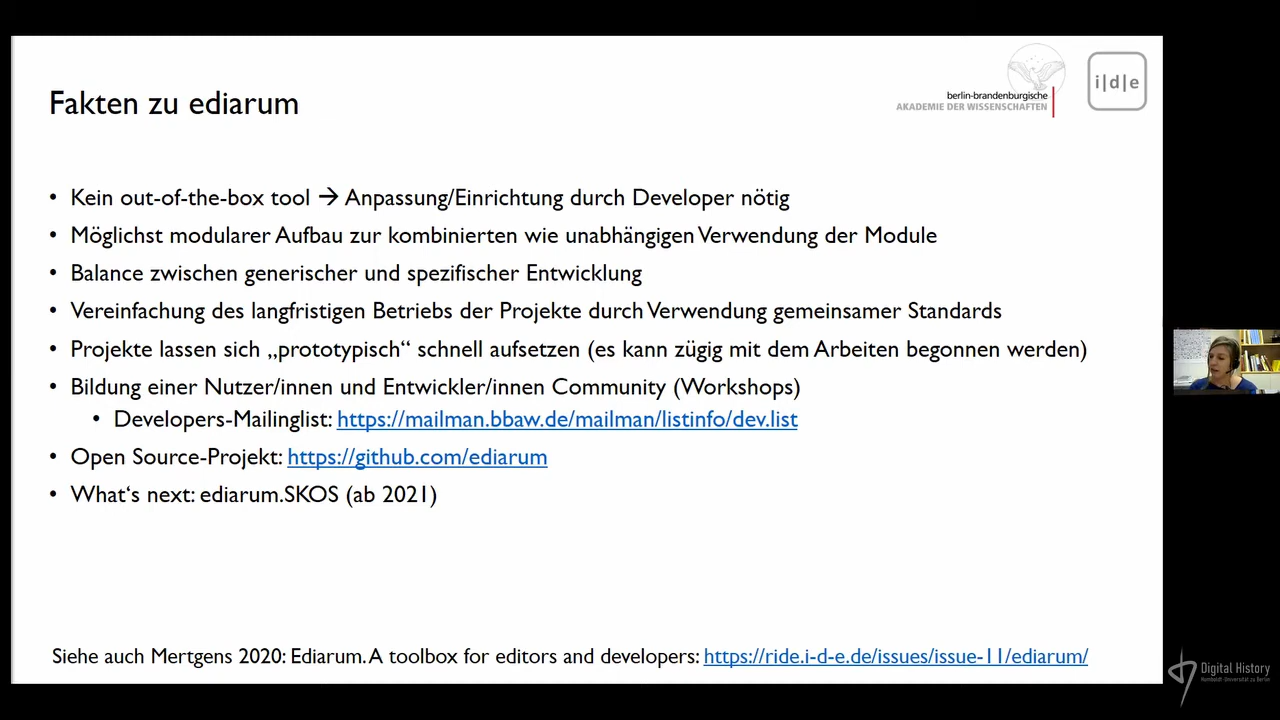 Fakten zu ediarum
berlin-brandenburgische
AKADEMIE DER WISSENSCHAFTEN
i|d|e
• Kein out-of-the-box tool → Anpassung/Einrichtung durch Developer nötig
• Möglichst modularer Aufbau zur kombinierten wie unabhängigen Verwendung der Module
• Balance zwischen generischer und spezifischer Entwicklung
• Vereinfachung des langfristigen Betriebs der Projekte durch Verwendung gemeinsamer Standards
• Projekte lassen sich „prototypisch“ schnell aufsetzen (es kann zügig mit dem Arbeiten begonnen werden)
• Bildung einer Nutzer/innen und Entwickler/innen Community (Workshops)
• Developers-Mailinglist: https://mailman.bbaw.de/mailman/listinfo/dev.list
• Open Source-Projekt: https://github.com/ediarum
• What‘s next: ediarum.SKOS (ab 2021)
Siehe auch Mertgens 2020: Ediarum. A toolbox for editors and developers: https://ride.i-d-e.de/issues/issue-11/ediarum/
Digital History
Humboldt-Universität zu Berlin